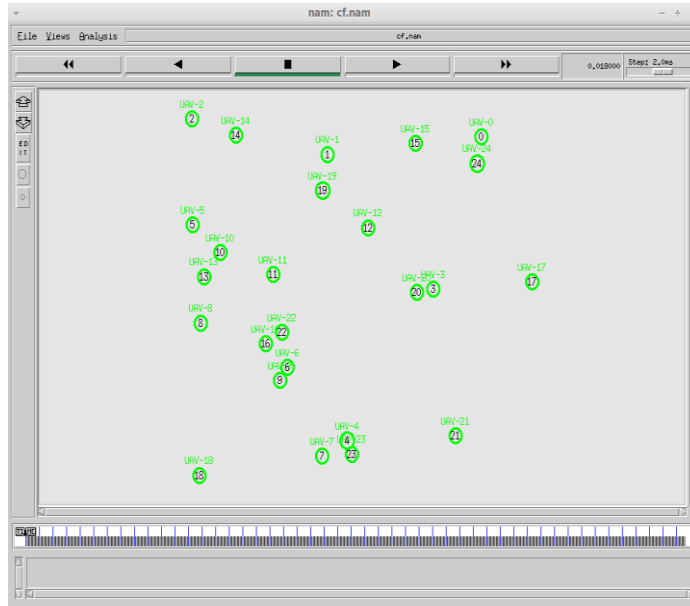 nam: cf.nam
File Views Analysis cf.nam
0.018000 Step: 2.0ms
ED
IT
UAV-2
2
UAV-14
14
UAV-1
1
UAV-15
15
UAV-0
0
UAV-24
24
UAV-19
19
UAV-5
5
UAV-12
12
UAV-10
10
UAV-13
13
UAV-11
11
20
UAV-3
3
UAV-17
17
UAV-8
8
UAV-22
22
16
UAV-6
6
9
UAV-4
4
UAV-7
7
23
UAV-21
21
UAV-18
18
TIME